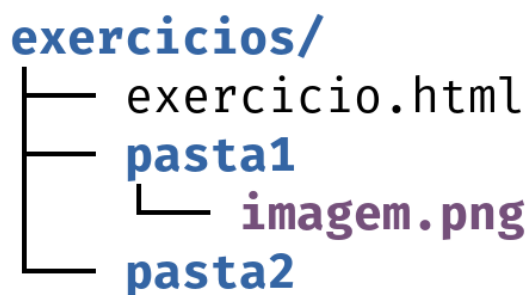 exercicios/
exercicio.html
pasta1
imagem.png
pasta2